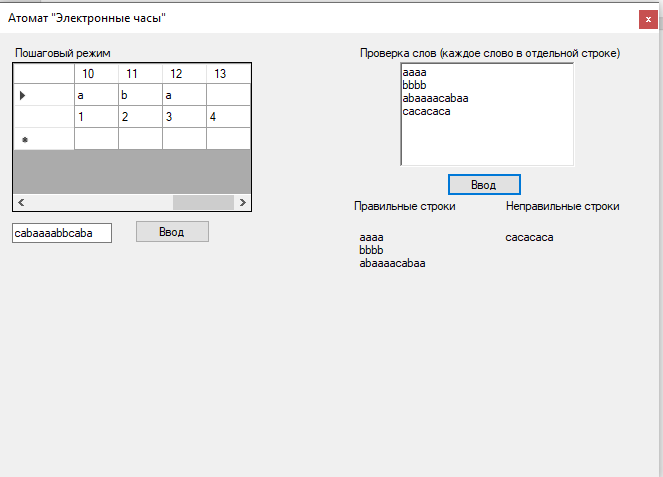 Атомат "Электронные часы"
x
Пошаговый режим
10 11 12 13
a b a
1 2 3 4
cabaaaabbcaba
Ввод
Проверка слов (каждое слово в отдельной строке)
aaaa
bbbb
abaaaacabaa
cacacaca
Ввод
Правильные строки
aaaa
bbbb
abaaaacabaa
Неправильные строки
cacacaca